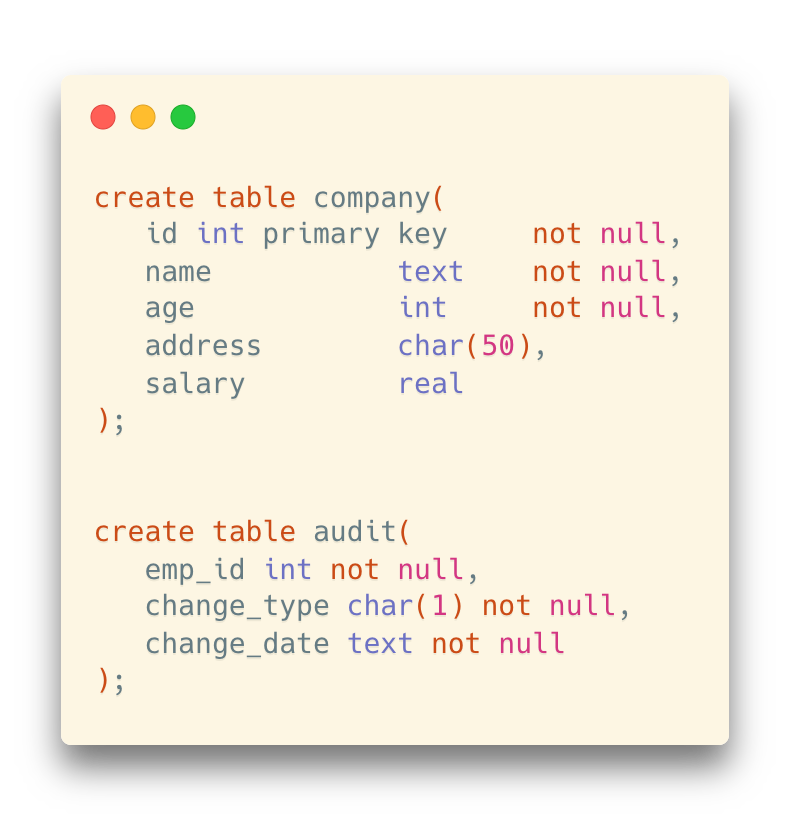 create table company(
   id int primary key     not null,
   name           text    not null,
   age            int     not null,
   address        char(50),
   salary         real
);
create table audit(
   emp_id int not null,
   change_type char(1) not null,
   change_date text not null
);